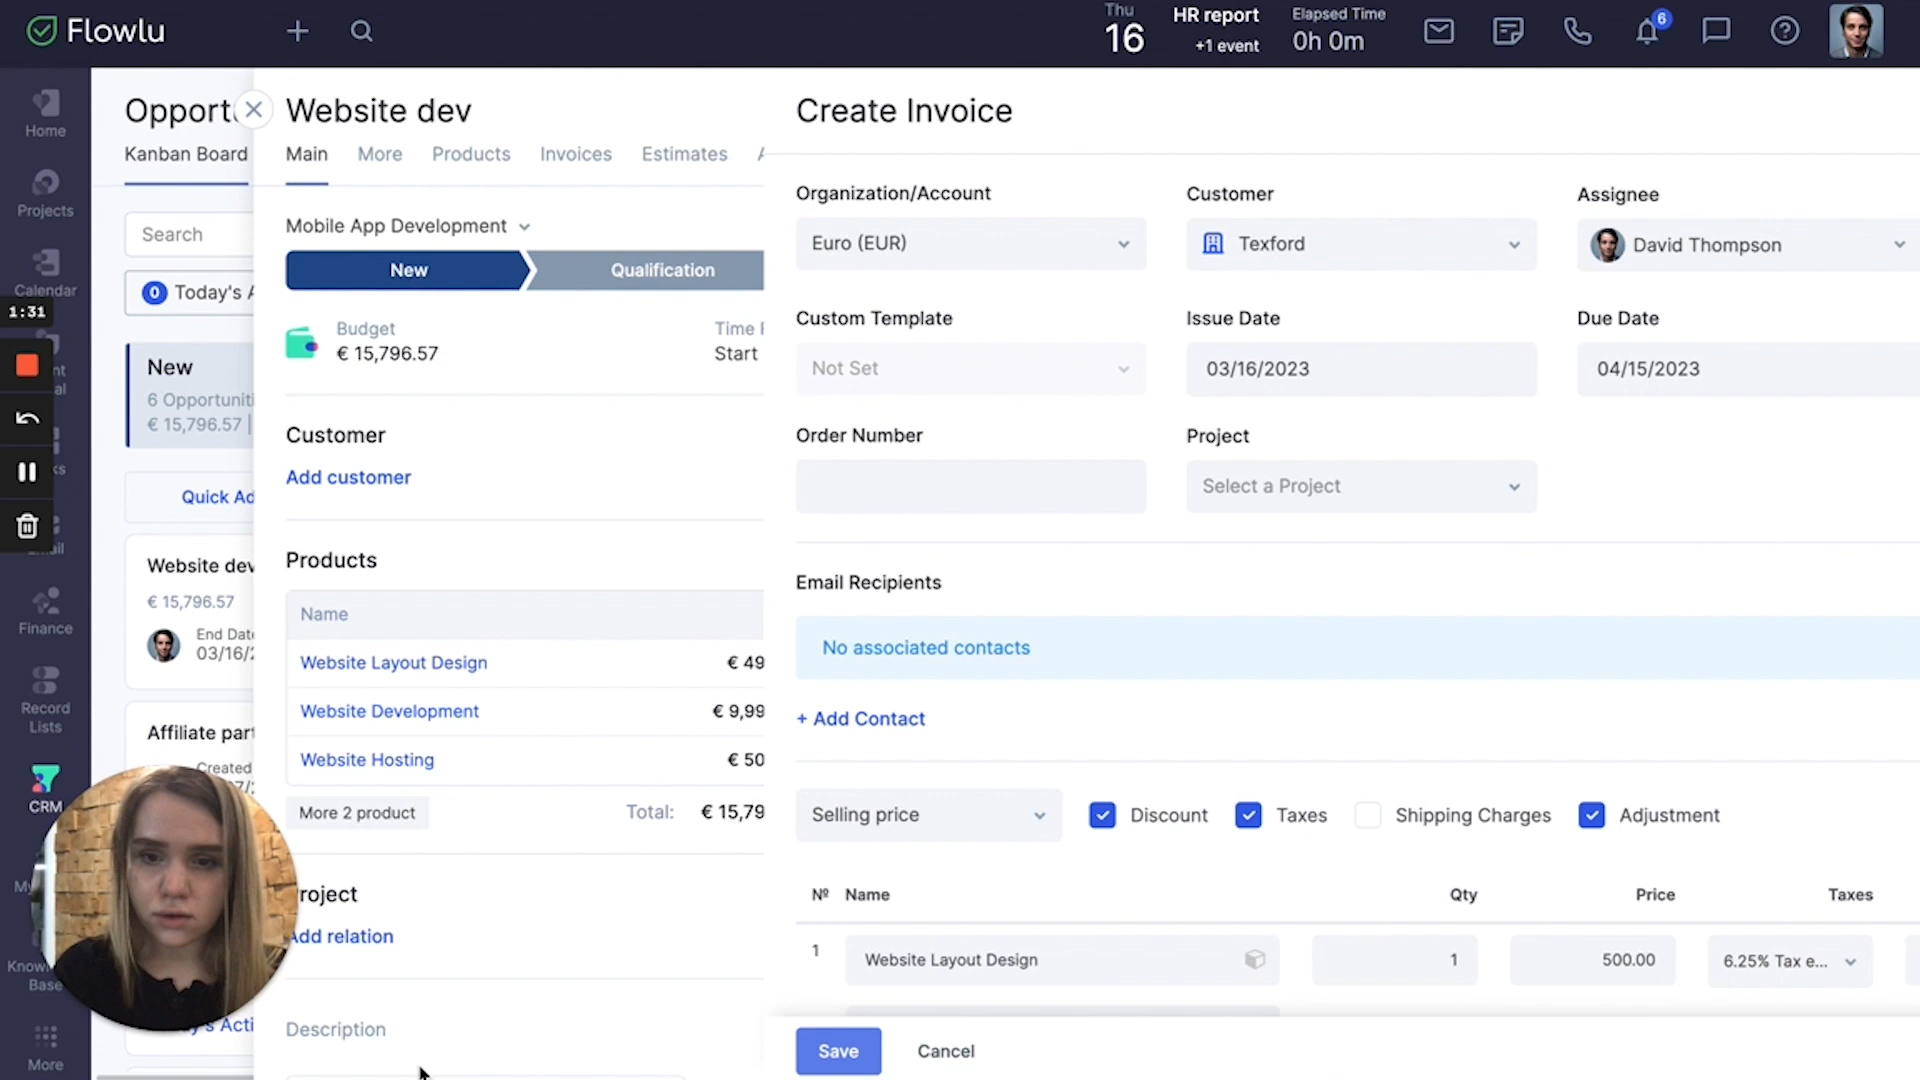 Flowlu
Thu
16
HR report
+1 event
Elapsed Time
0h 0m
6
Home
Projects
Calendar
1:31
Finance
Record
Lists
CRM
Base
More
Kanban Board
Search
0 Today's A
New
6 Opportuniti
€ 15,796.57 |
Quick Ad
Website dev
€ 15,796.57
End Date
03/16/2
Affiliate part
Created
Website dev
Main
More
Products
Invoices
Estimates
Mobile App Development
New
Qualification
Budget
€ 15,796.57
Time
Start
Customer
Add customer
Products
Name
Website Layout Design
€ 49
Website Development
€ 9,99
Website Hosting
€ 50
More 2 product
Total:
€ 15,79
roject
Add relation
Description
Create Invoice
Organization/Account
Euro (EUR)
Customer
Texford
Assignee
David Thompson
Custom Template
Not Set
Issue Date
03/16/2023
Due Date
04/15/2023
Order Number
Project
Select a Project
Email Recipients
No associated contacts
+ Add Contact
Selling price
Discount
Taxes
Shipping Charges
Adjustment
№ Name
Qty
Price
Taxes
1
Website Layout Design
1
500.00
6.25% Tax e...
Save
Cancel